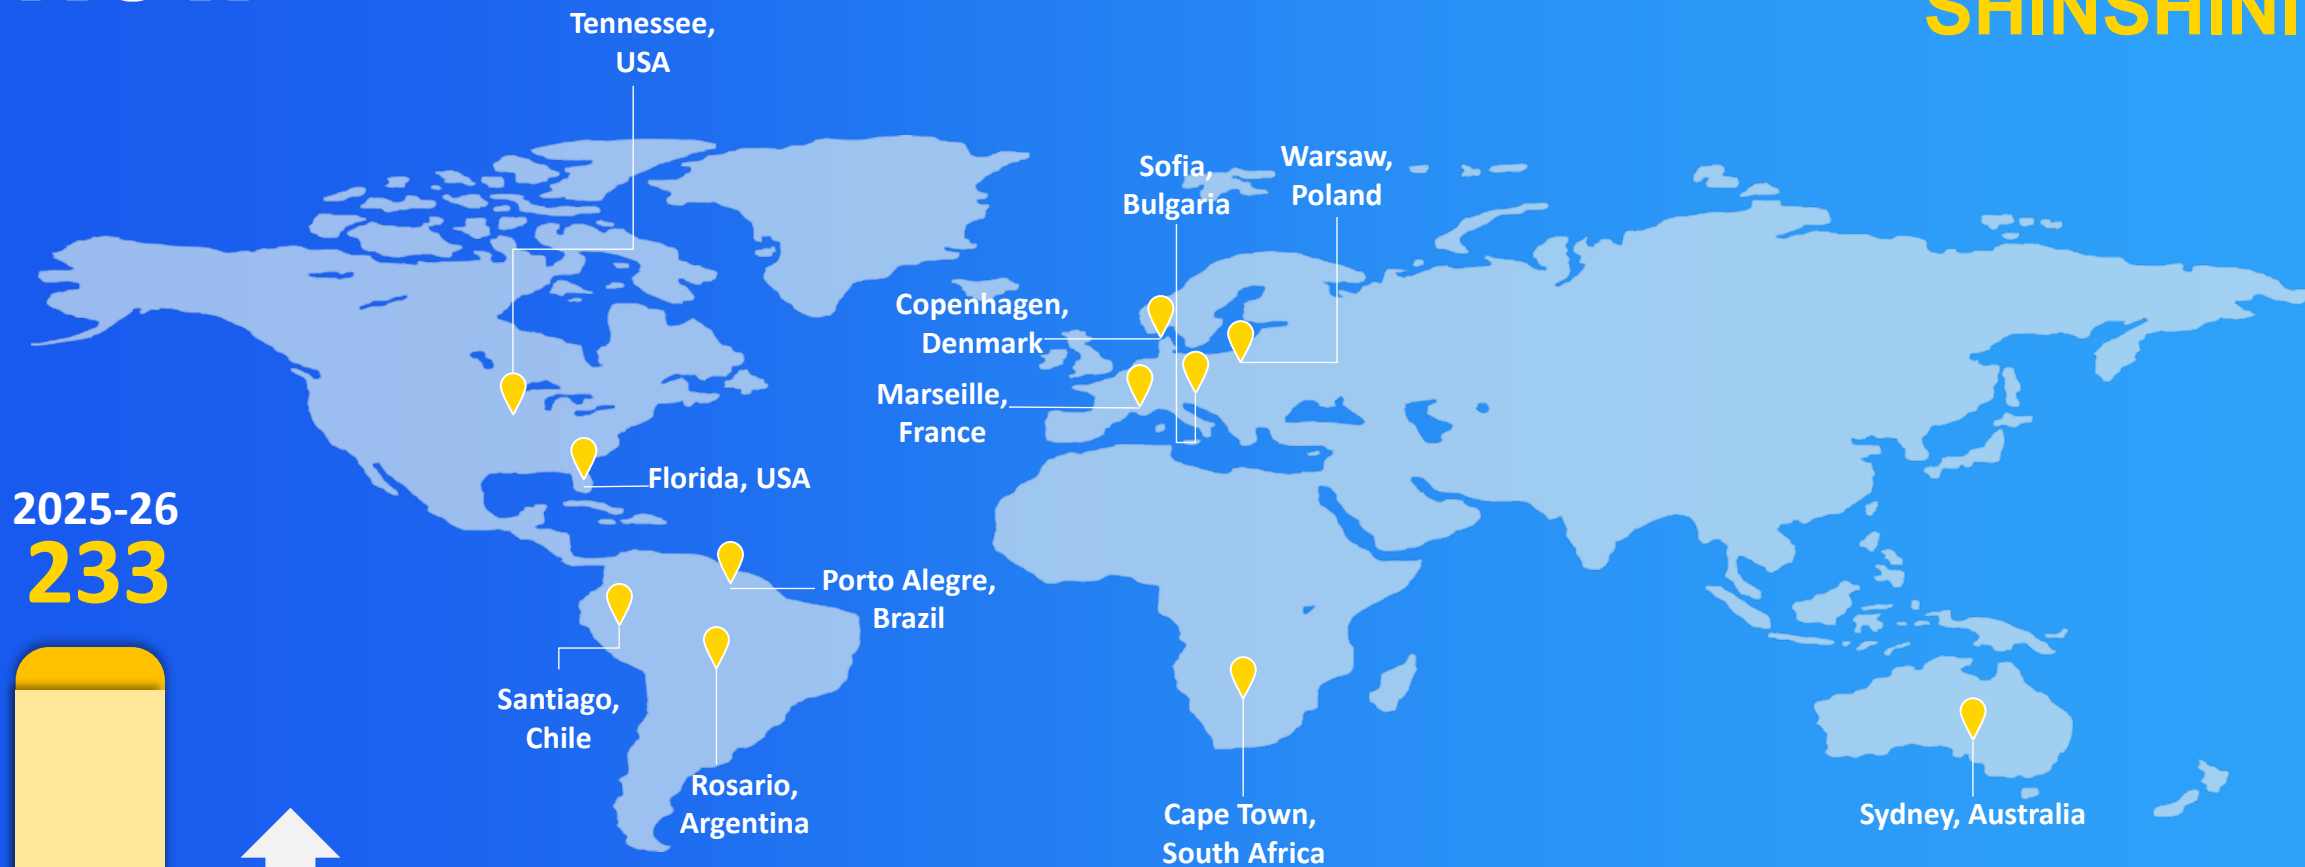 SHINSHINI
Tennessee,
USA
Sofia,
Bulgaria
Warsaw,
Poland
Copenhagen,
Denmark
Marseille,
France
Florida, USA
2025-26
233
Porto Alegre,
Brazil
Santiago,
Chile
Rosario,
Argentina
Cape Town,
South Africa
Sydney, Australia